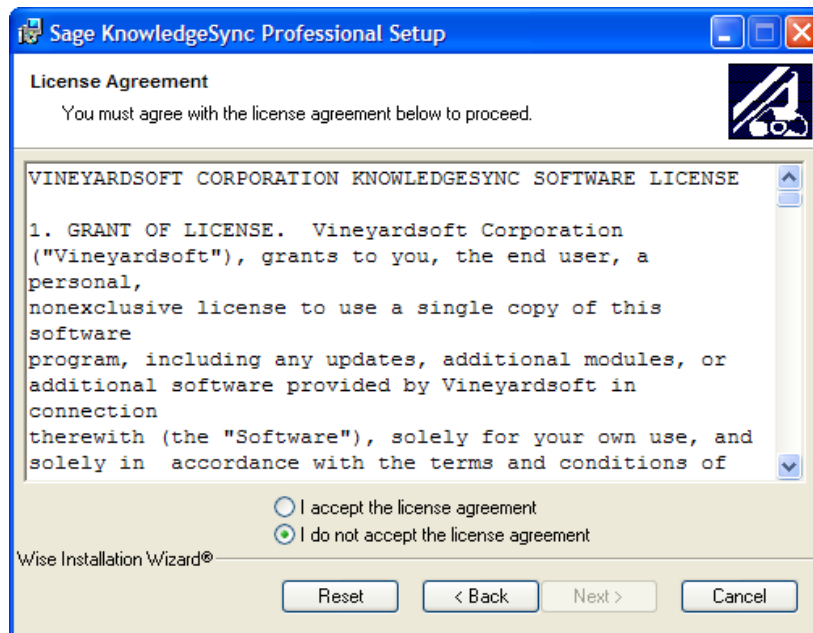 Sage KnowledgeSync Professional Setup
License Agreement
You must agree with the license agreement below to proceed.
VINEYARDSOFT CORPORATION KNOWLEDGESYNC SOFTWARE LICENSE
1. GRANT OF LICENSE.  Vineyardsoft Corporation
("Vineyardsoft"), grants to you, the end user, a
personal,
nonexclusive license to use a single copy of this
software
program, including any updates, additional modules, or
additional software provided by Vineyardsoft in
connection
therewith (the "Software"), solely for your own use, and
solely in  accordance with the terms and conditions of
I accept the license agreement
I do not accept the license agreement
Wise Installation Wizard®
Reset
< Back
Next >
Cancel